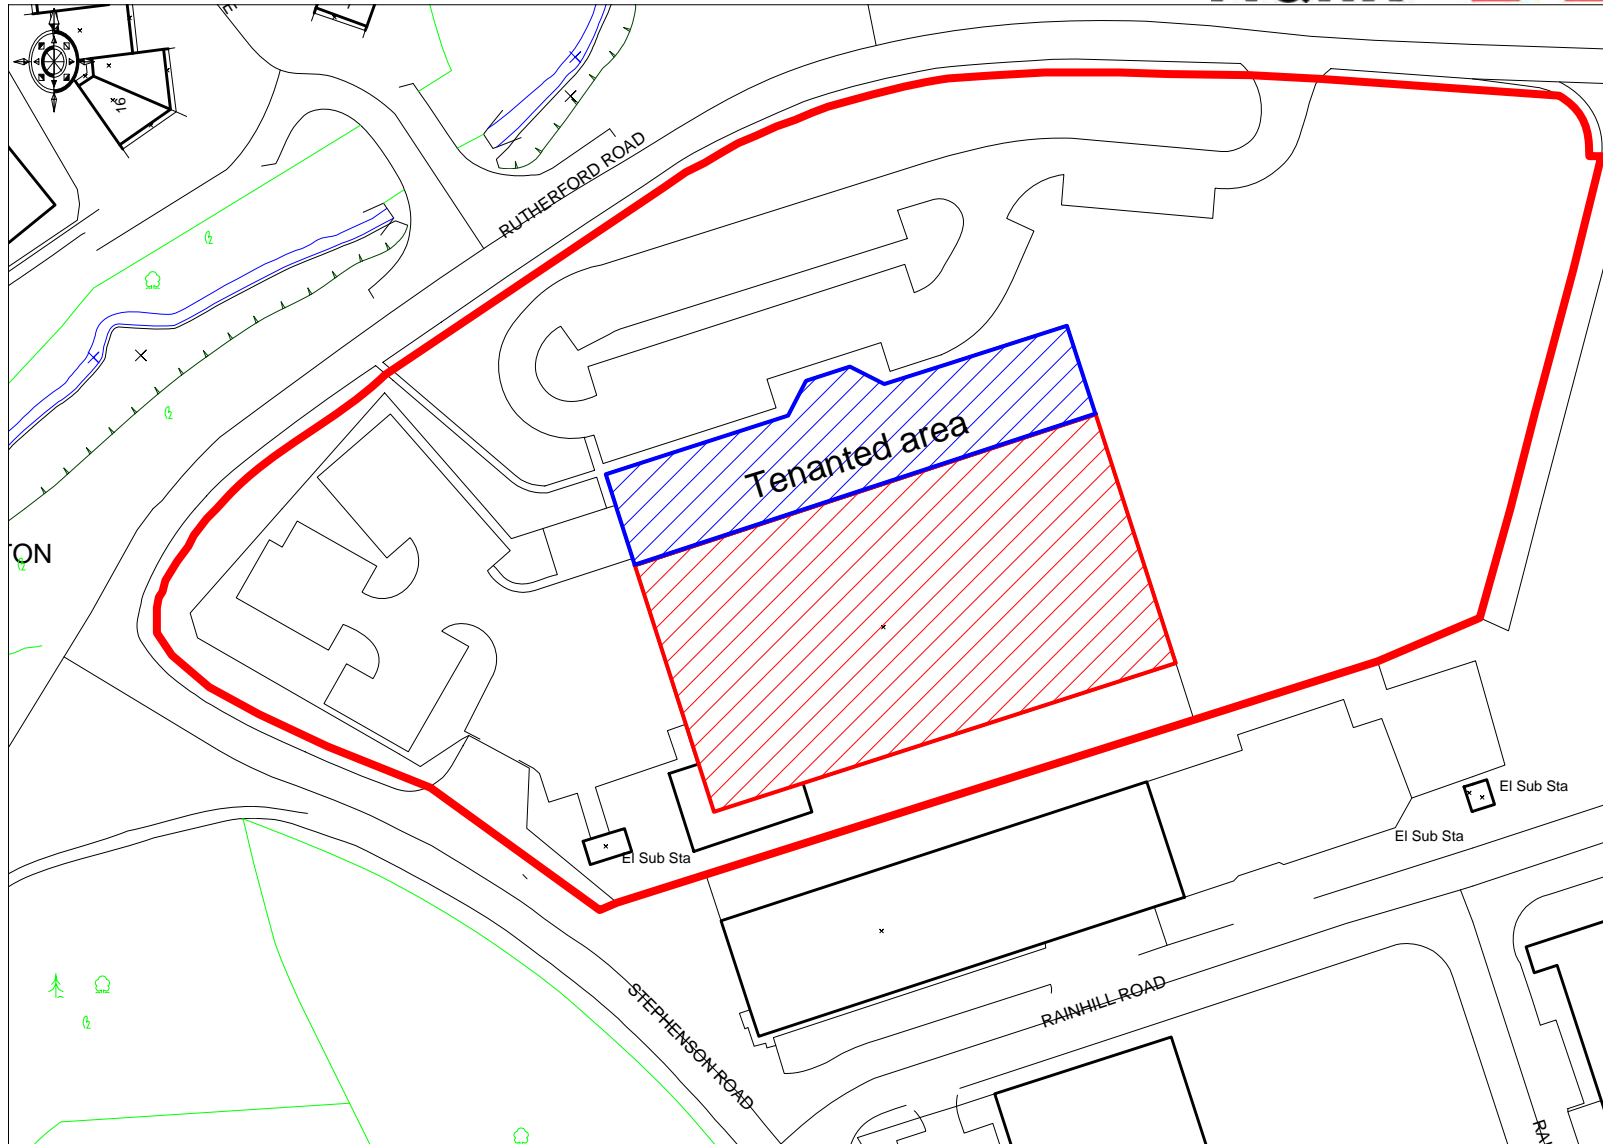 16
RUTHERFORD ROAD
Tenanted area
TON
El Sub Sta
El Sub Sta
El Sub Sta
STEPHENSON ROAD
RAINHILL ROAD